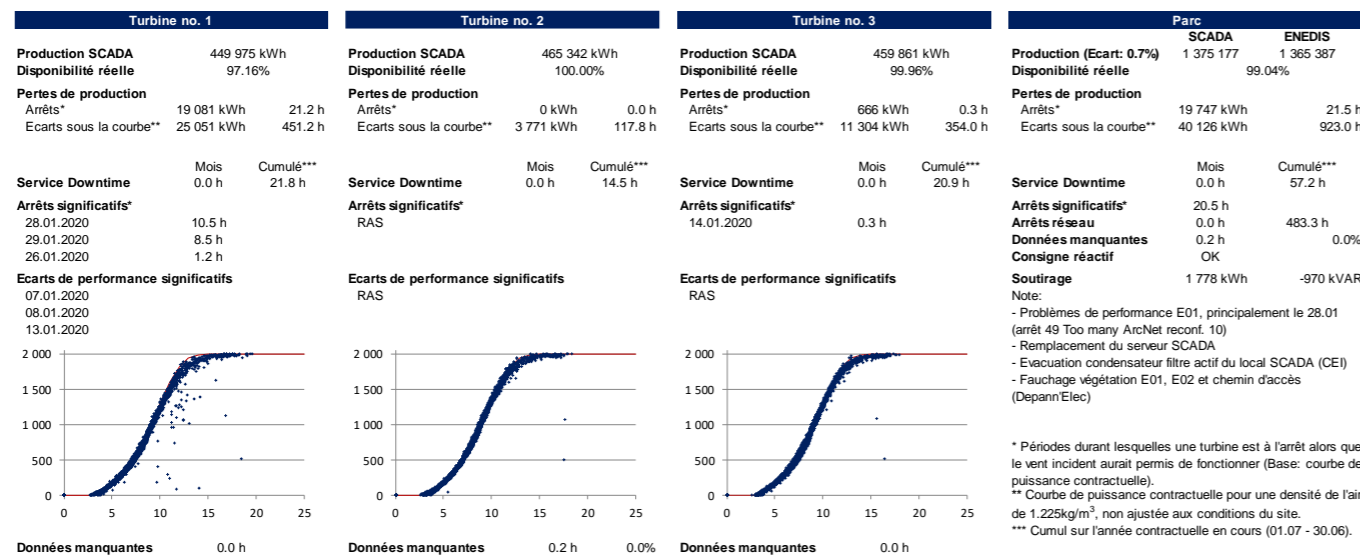 Turbine no. 1
Production SCADA 449 975 kWh
Disponibilité réelle 97.16%
Pertes de production
Arrêts* 19 081 kWh 21.2 h
Ecarts sous la courbe** 25 051 kWh 451.2 h
Mois Cumulé***
Service Downtime 0.0 h 21.8 h
Arrêts significatifs*
28.01.2020 10.5 h
29.01.2020 8.5 h
26.01.2020 1.2 h
Ecarts de performance significatifs
07.01.2020
08.01.2020
13.01.2020
2 000
1 500
1 000
500
0
0 5 10 15 20 25
Données manquantes 0.0 h
Turbine no. 2
Production SCADA 465 342 kWh
Disponibilité réelle 100.00%
Pertes de production
Arrêts* 0 kWh 0.0 h
Ecarts sous la courbe** 3 771 kWh 117.8 h
Mois Cumulé***
Service Downtime 0.0 h 14.5 h
Arrêts significatifs*
RAS
Ecarts de performance significatifs
RAS
2 000
1 500
1 000
500
0
0 5 10 15 20 25
Données manquantes 0.2 h 0.0%
Turbine no. 3
Production SCADA 459 861 kWh
Disponibilité réelle 99.96%
Pertes de production
Arrêts* 666 kWh 0.3 h
Ecarts sous la courbe** 11 304 kWh 354.0 h
Mois Cumulé***
Service Downtime 0.0 h 20.9 h
Arrêts significatifs*
14.01.2020 0.3 h
Ecarts de performance significatifs
RAS
2 000
1 500
1 000
500
0
0 5 10 15 20 25
Données manquantes 0.0 h
Parc
SCADA ENEDIS
Production (Ecart: 0.7%) 1 375 177 1 365 387
Disponibilité réelle 99.04%
Pertes de production
Arrêts* 19 747 kWh 21.5 h
Ecarts sous la courbe** 40 126 kWh 923.0 h
Mois Cumulé***
Service Downtime 0.0 h 57.2 h
Arrêts significatifs* 20.5 h
Arrêts réseau 0.0 h 483.3 h
Données manquantes 0.2 h 0.0%
Consigne réactif OK
Soutirage 1 778 kWh -970 kVAR
Note:
- Problèmes de performance E01, principalement le 28.01
(arrêt 49 Too many ArcNet reconf. 10)
- Remplacement du serveur SCADA
- Evacuation condensateur filtre actif du local SCADA (CEI)
- Fauchage végétation E01, E02 et chemin d'accès
(Depann'Elec)
* Périodes durant lesquelles une turbine est à l'arrêt alors que
le vent incident aurait permis de fonctionner (Base: courbe de
puissance contractuelle).
** Courbe de puissance contractuelle pour une densité de l'air
de 1.225kg/m³, non ajustée aux conditions du site.
*** Cumul sur l'année contractuelle en cours (01.07 - 30.06).